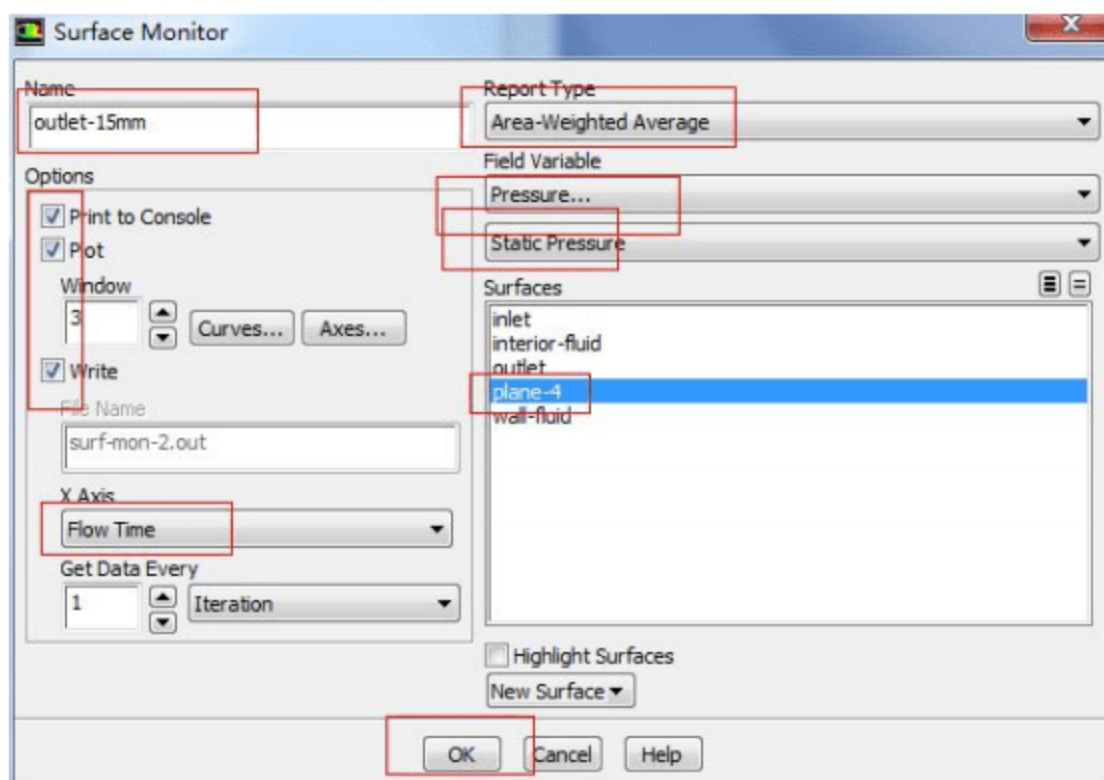 Surface Monitor
X
Name
outlet-15mm
Options
Print to Console
Plot
Window
3
Curves...
Axes...
Write
File Name
surf-mon-2.out
X Axis
Flow Time
Get Data Every
1
Iteration
Report Type
Area-Weighted Average
Field Variable
Pressure...
Static Pressure
Surfaces
inlet
interior-fluid
outlet
plane-4
wall-fluid
Highlight Surfaces
New Surface
OK
Cancel
Help